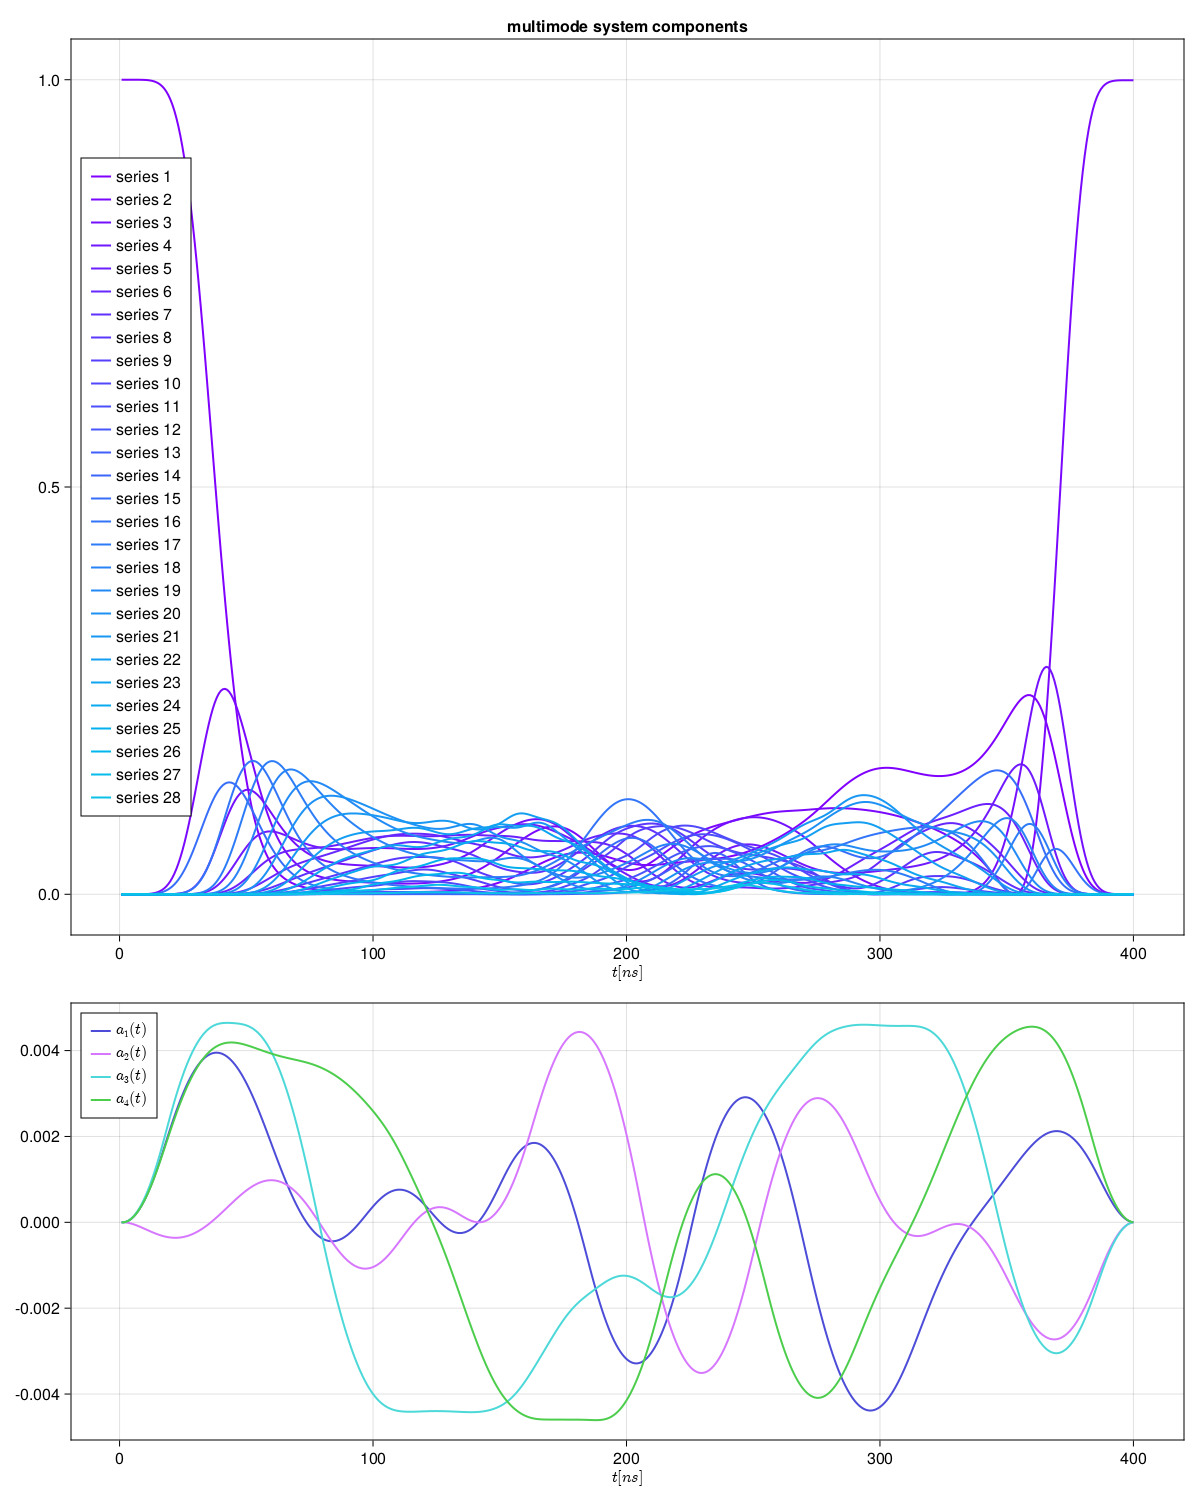 multimode system components
1.0
0.5
0.0
series 1
series 2
series 3
series 4
series 5
series 6
series 7
series 8
series 9
series 10
series 11
series 12
series 13
series 14
series 15
series 16
series 17
series 18
series 19
series 20
series 21
series 22
series 23
series 24
series 25
series 26
series 27
series 28
0 100 200 300 400
t[ns]
a₁(t)
a₂(t)
a₃(t)
a₄(t)
0.004
0.002
0.000
-0.002
-0.004
0 100 200 300 400
t[ns]